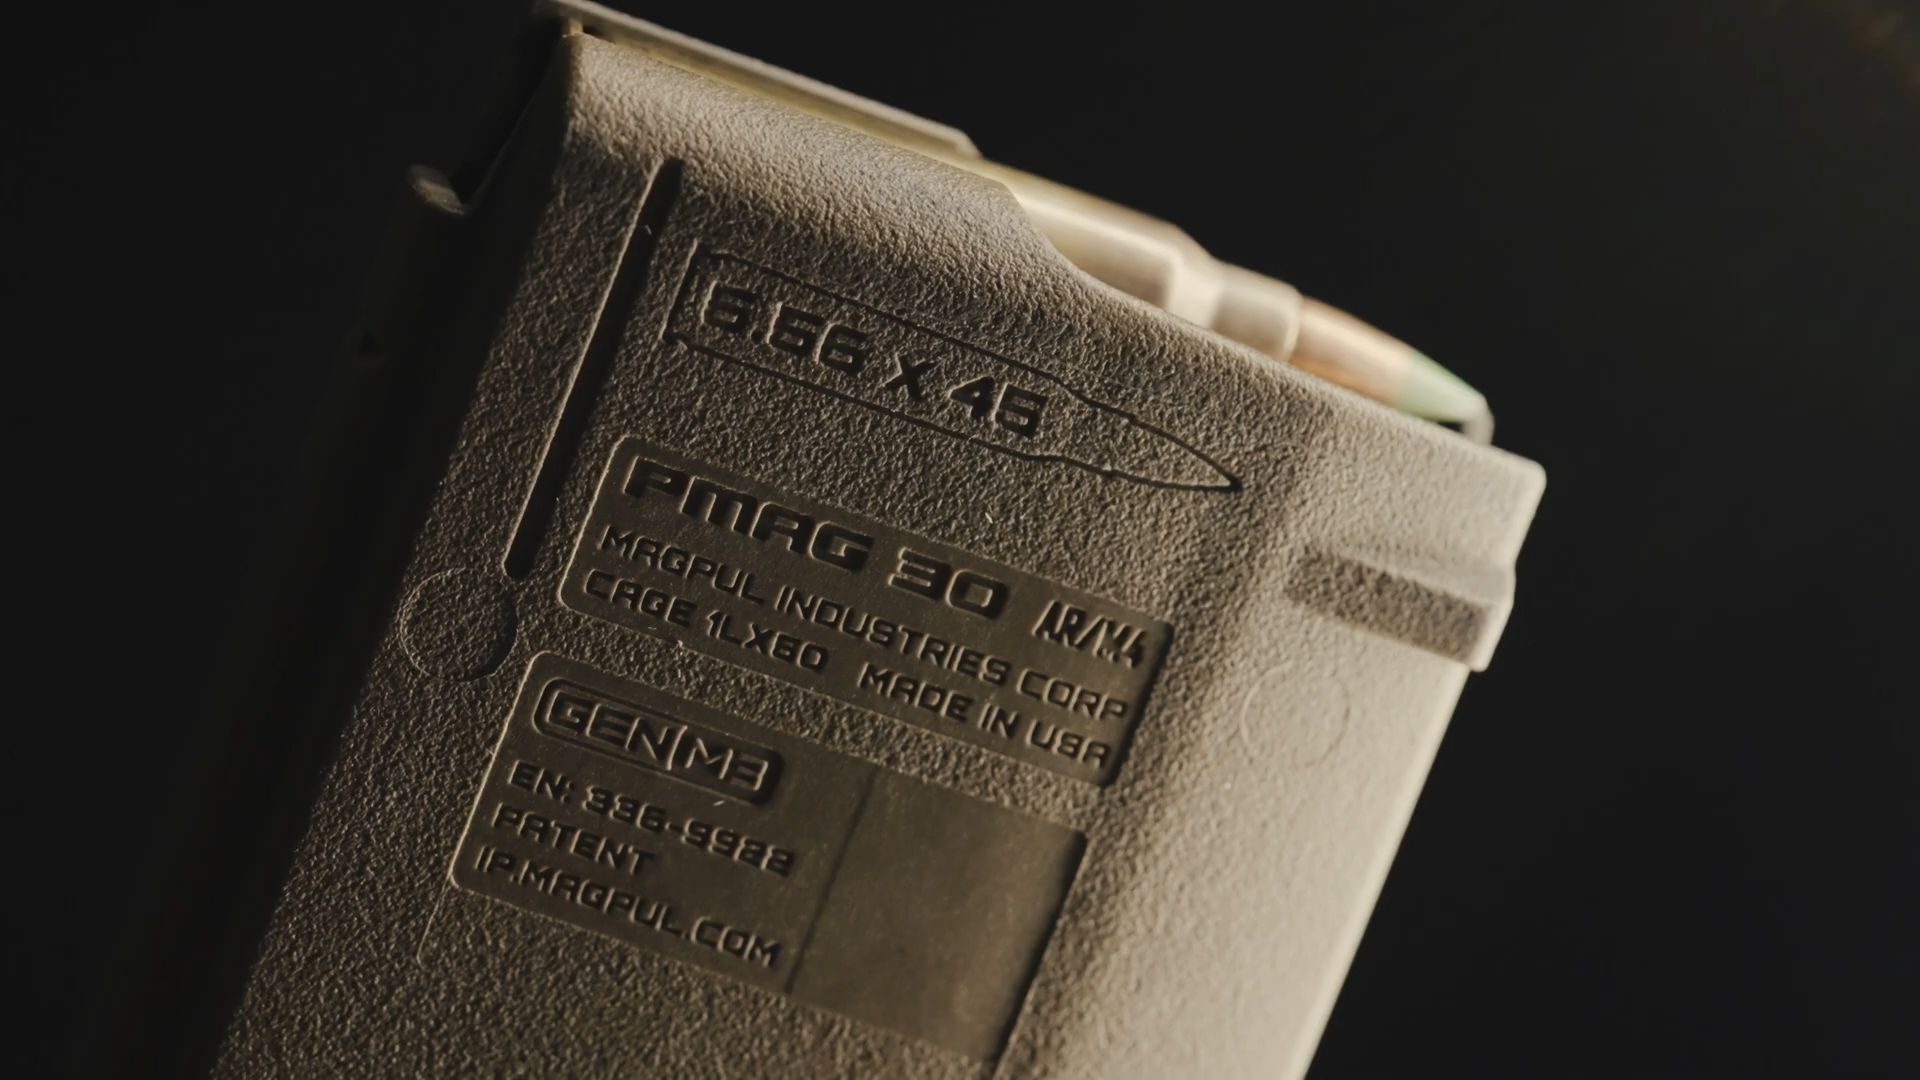 5.56 X 45
PMAG 30 AR/M4
MAGPUL INDUSTRIES CORP
CAGE 1LX80 MADE IN USA
GEN M3
EN: 336-9922
PATENT
IP.MAGPUL.COM